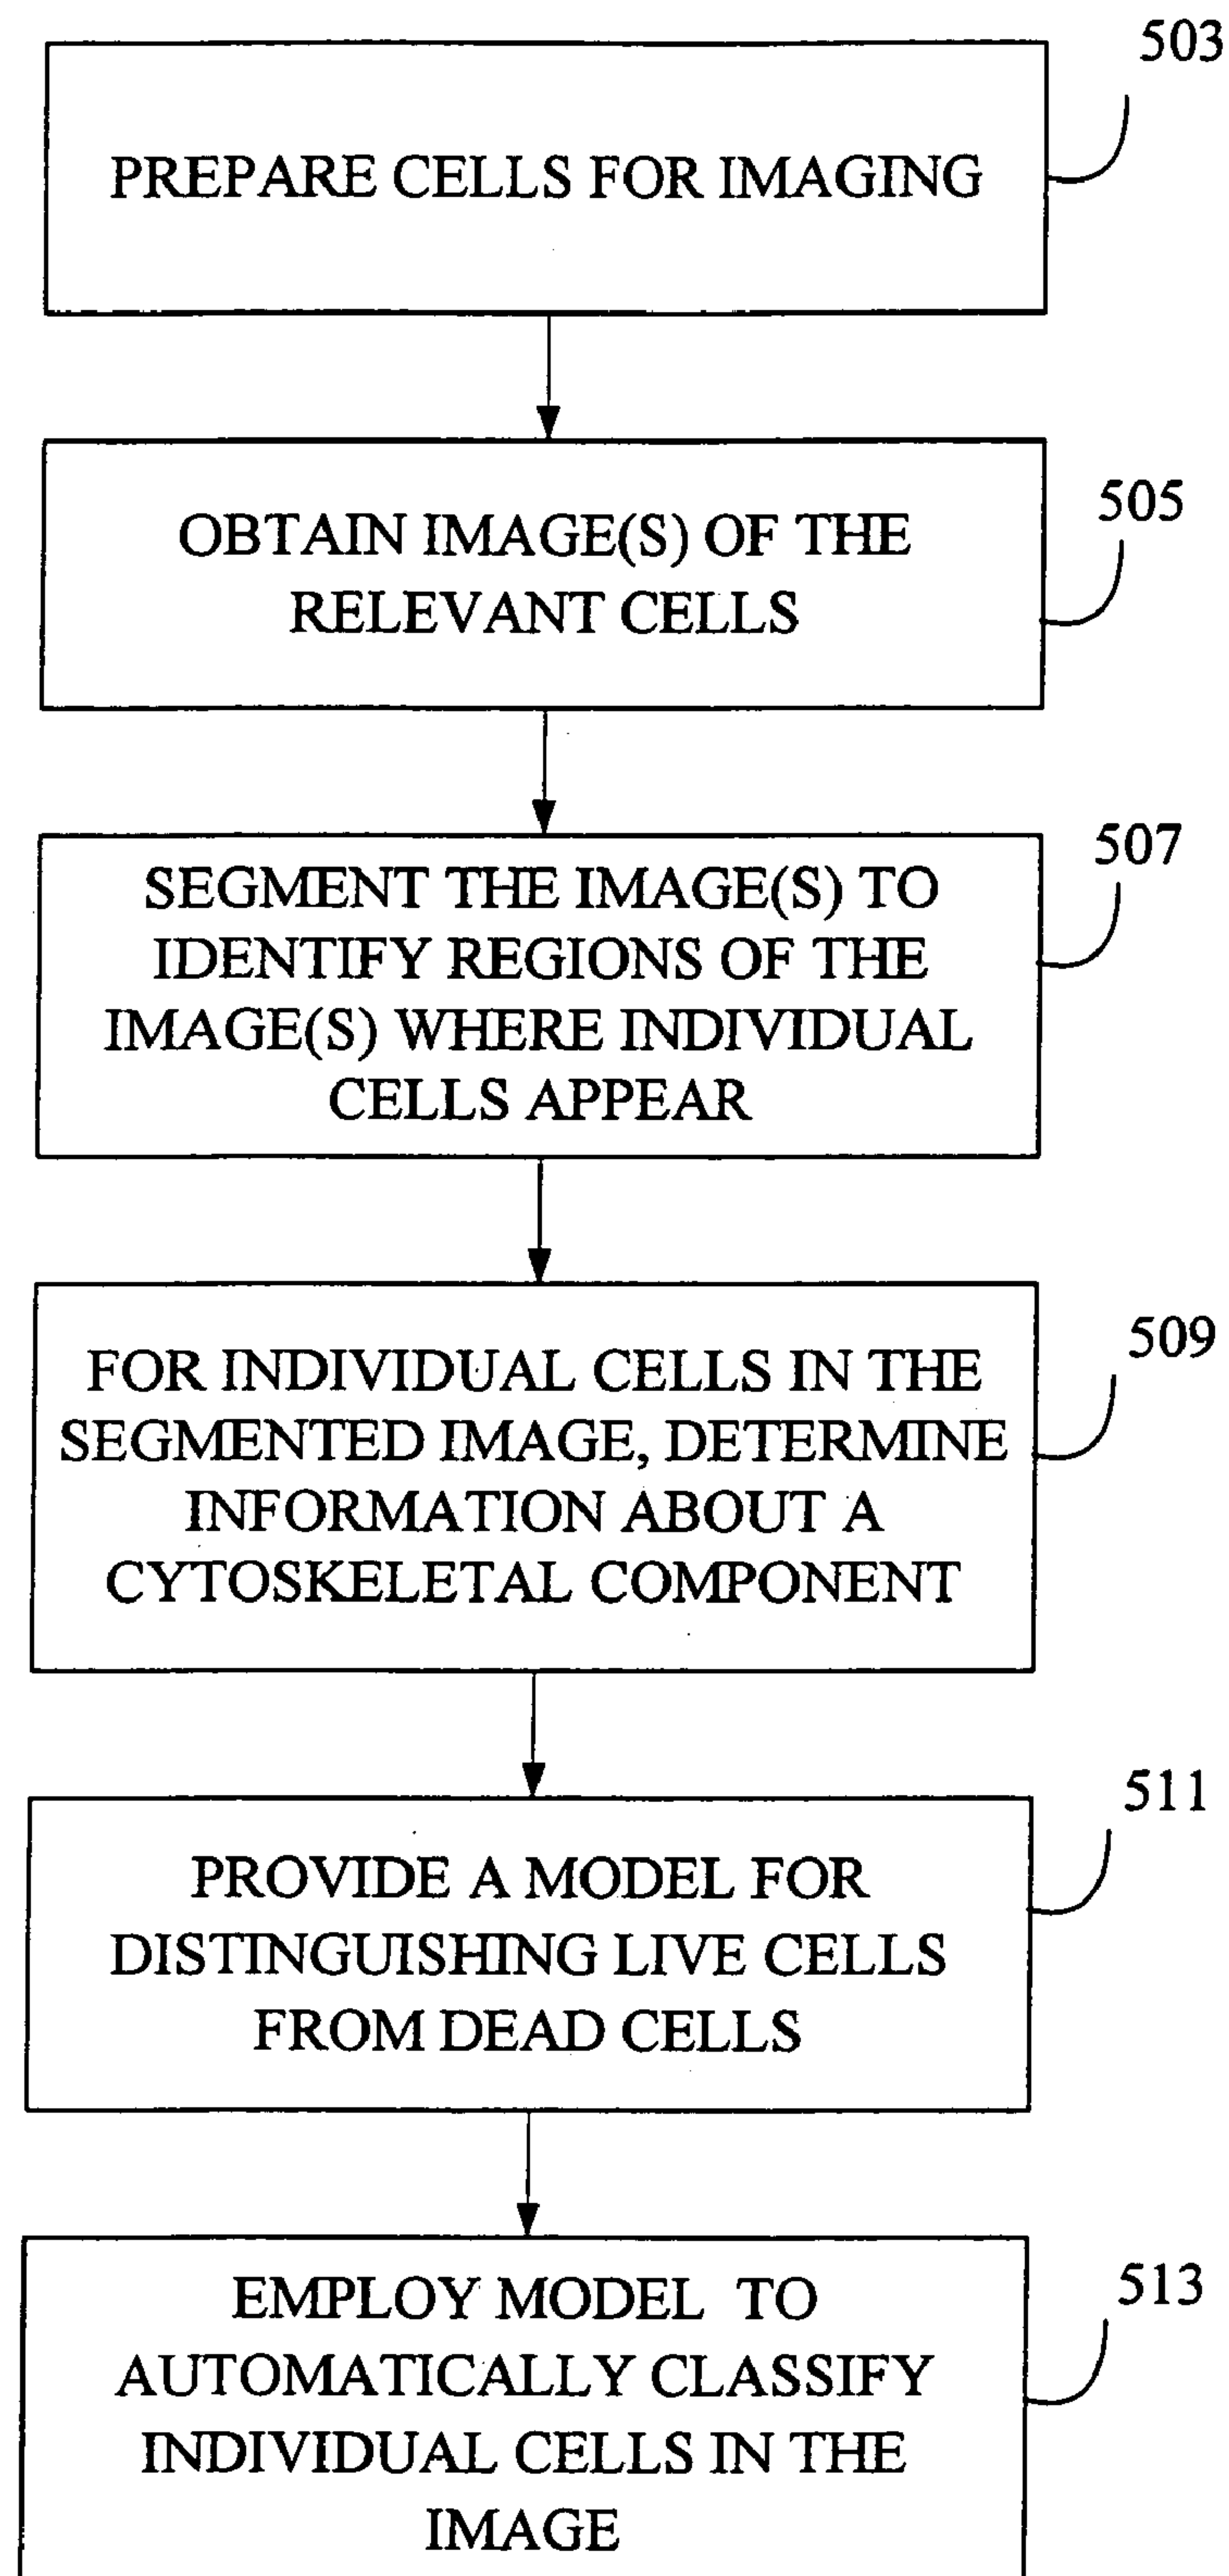 503
PREPARE CELLS FOR IMAGING
505
OBTAIN IMAGE(S) OF THE
RELEVANT CELLS
507
SEGMENT THE IMAGE(S) TO
IDENTIFY REGIONS OF THE
IMAGE(S) WHERE INDIVIDUAL
CELLS APPEAR
509
FOR INDIVIDUAL CELLS IN THE
SEGMENTED IMAGE, DETERMINE
INFORMATION ABOUT A
CYTOSKELETAL COMPONENT
511
PROVIDE A MODEL FOR
DISTINGUISHING LIVE CELLS
FROM DEAD CELLS
513
EMPLOY MODEL TO
AUTOMATICALLY CLASSIFY
INDIVIDUAL CELLS IN THE
IMAGE